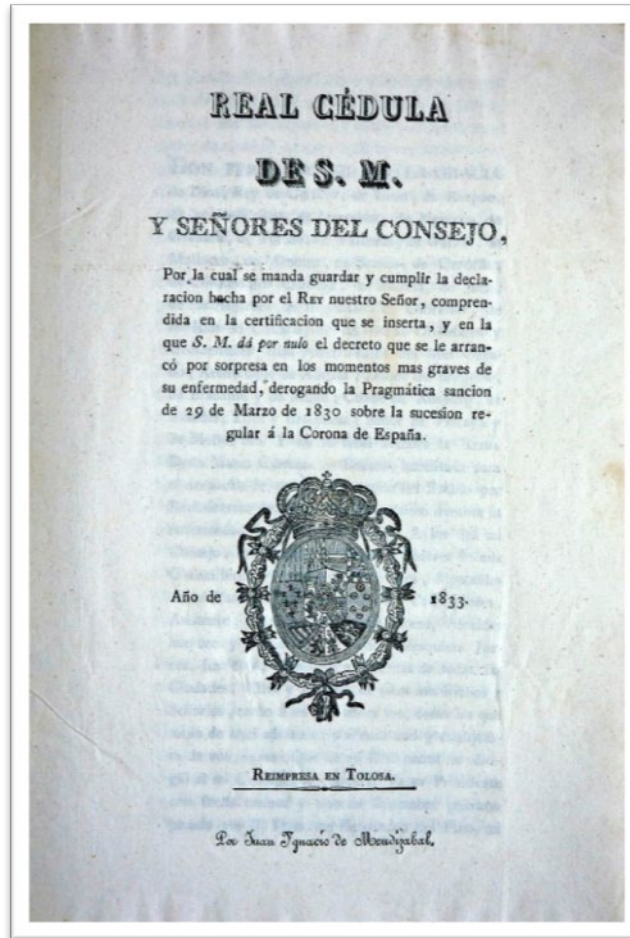 REAL CÉDULA
DE S. M.
Y SEÑORES DEL CONSEJO,
Por la cual se manda guardar y cumplir la decla-
racion hecha por el REY nuestro Señor, compren-
dida en la certificacion que se inserta, y en la
que S. M. dá por nulo el decreto que se le arran-
có por sorpresa en los momentos mas graves de
su enfermedad, derogando la Pragmática sancion
de 29 de Marzo de 1830 sobre la sucesion re-
gular á la Corona de España.
Año de 1833.
REIMPRESA EN TOLOSA.
Por Juan Ygnacio de Mendizabal.